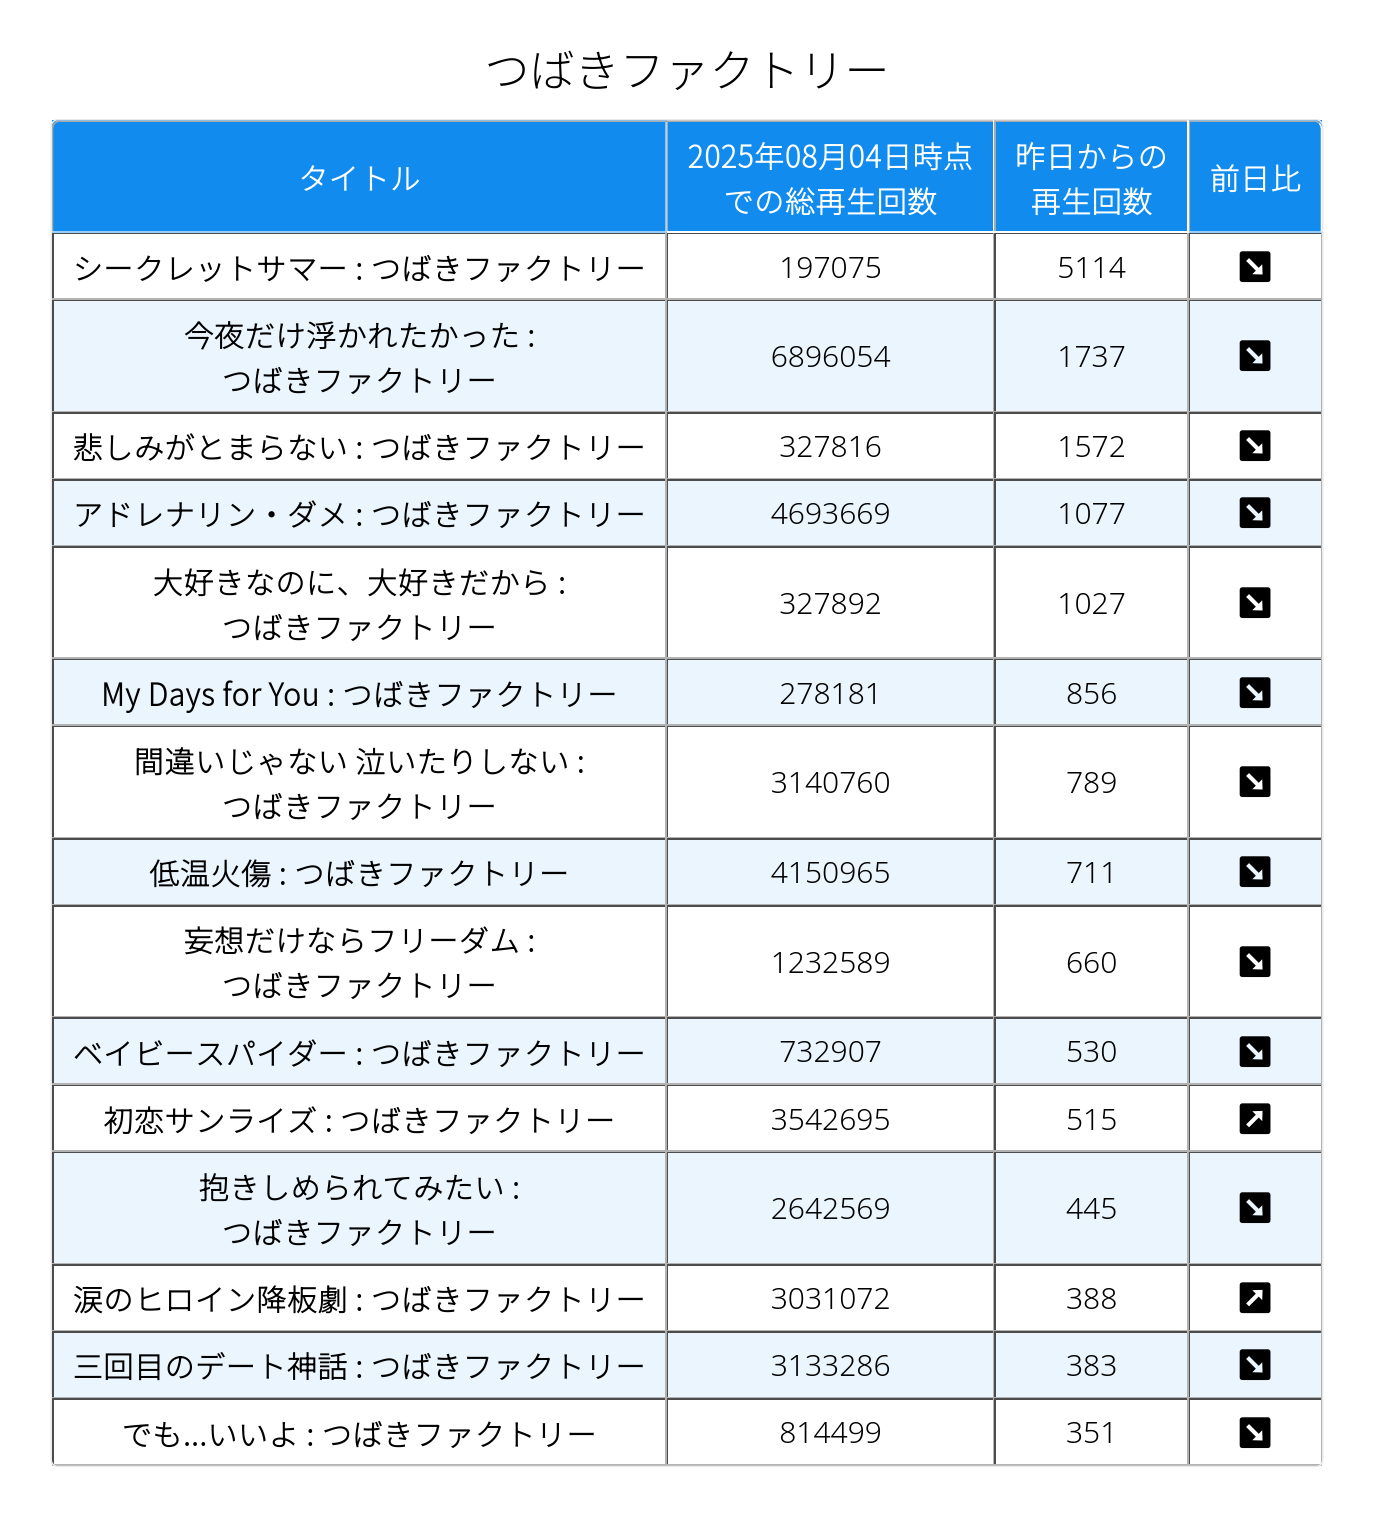 つばきファクトリー
タイトル
2025年08月04日時点
での総再生回数
昨日からの
再生回数
前日比
シークレットサマー : つばきファクトリー
197075
5114
今夜だけ浮かれたかった :
つばきファクトリー
6896054
1737
悲しみがとまらない : つばきファクトリー
327816
1572
アドレナリン・ダメ : つばきファクトリー
4693669
1077
大好きなのに、大好きだから :
つばきファクトリー
327892
1027
My Days for You : つばきファクトリー
278181
856
間違いじゃない 泣いたりしない :
つばきファクトリー
3140760
789
低温火傷 : つばきファクトリー
4150965
711
妄想だけならフリーダム :
つばきファクトリー
1232589
660
ベイビースパイダー : つばきファクトリー
732907
530
初恋サンライズ : つばきファクトリー
3542695
515
抱きしめられてみたい :
つばきファクトリー
2642569
445
涙のヒロイン降板劇 : つばきファクトリー
3031072
388
三回目のデート神話 : つばきファクトリー
3133286
383
でも...いいよ : つばきファクトリー
814499
351